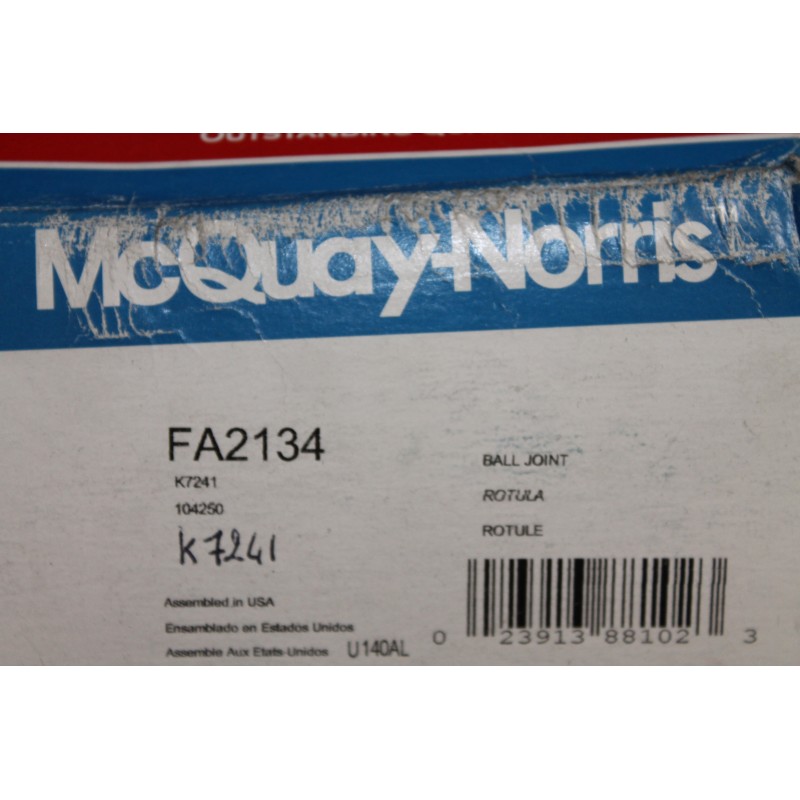 OUTSTANDING
McQuay-Norris
FA2134
K7241
104250
K7241
BALL JOINT
ROTULA
ROTULE
Assembled in USA
Ensamblado en Estados Unidos
Assemble Aux Etats-Unidos U140AL
0 23913 88102 3